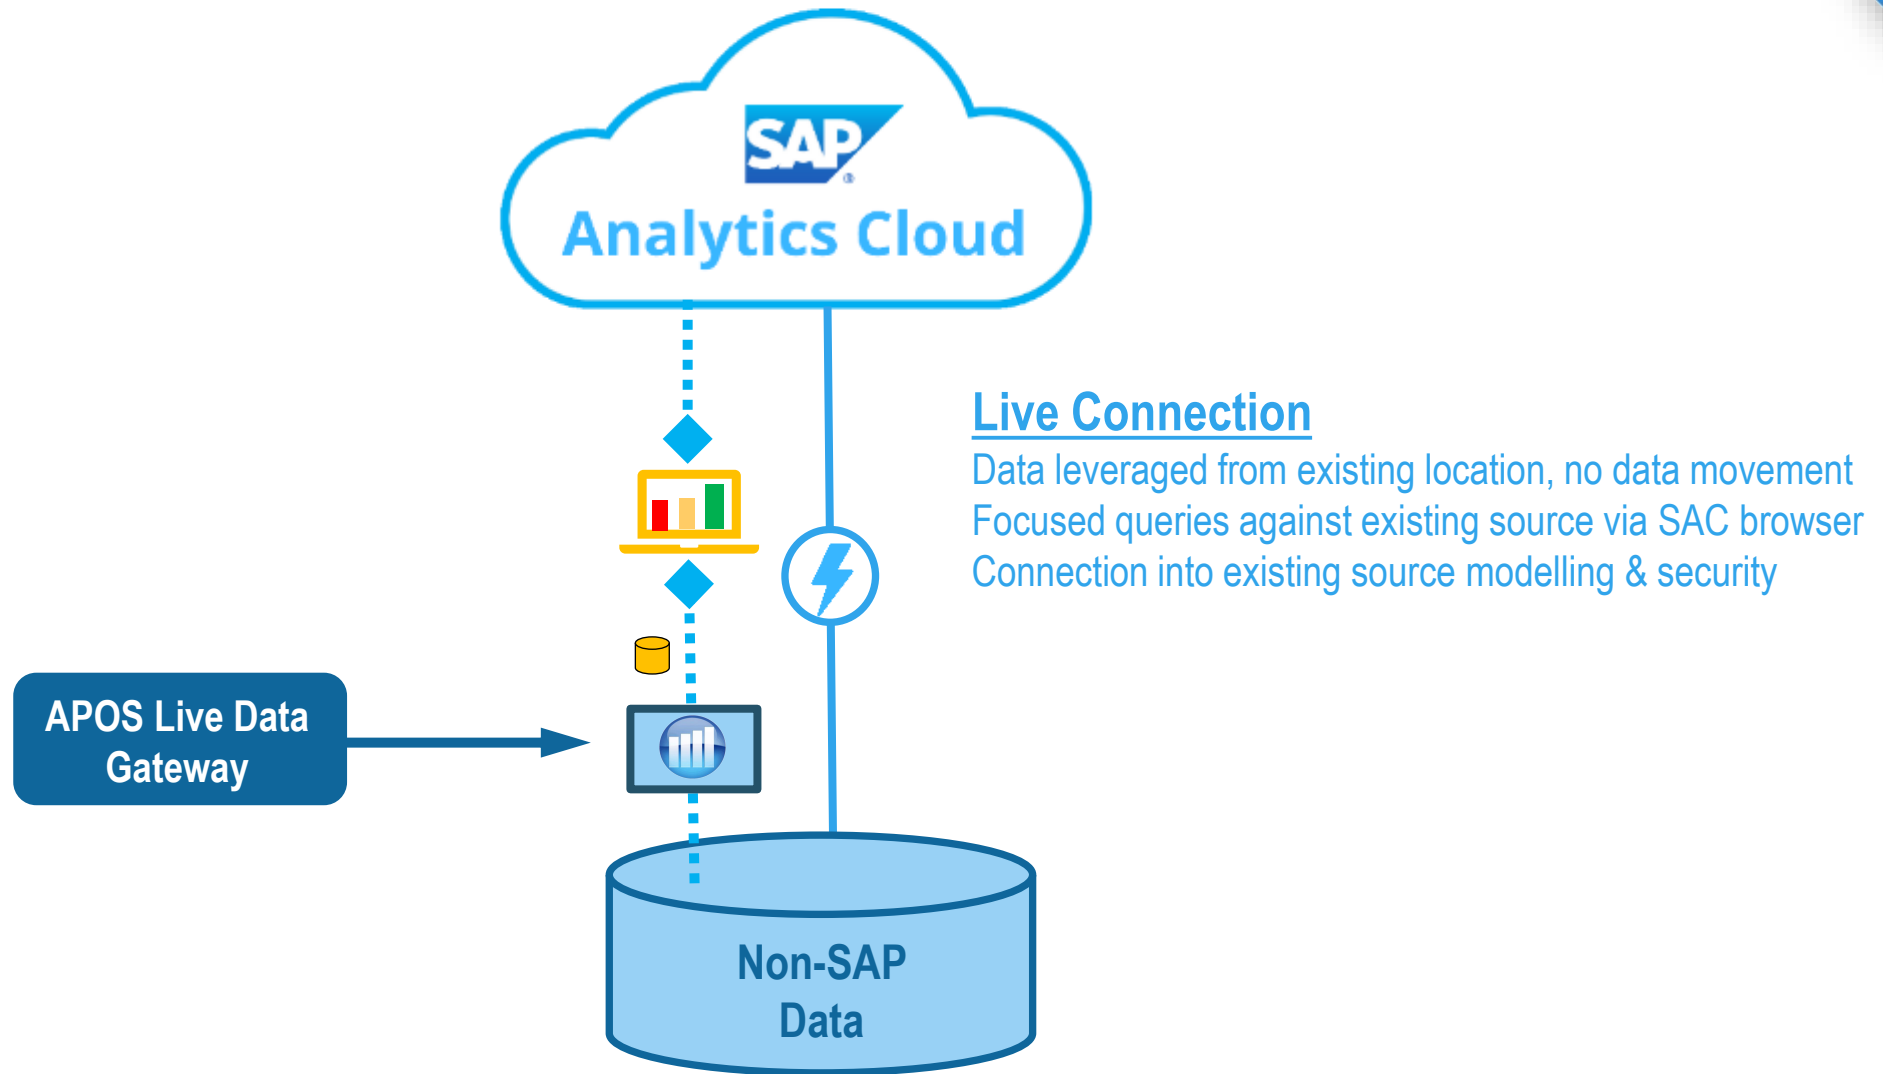 SAP®
Analytics Cloud
Live Connection
Data leveraged from existing location, no data movement
Focused queries against existing source via SAC browser
Connection into existing source modelling & security
APOS Live Data
Gateway
Non-SAP
Data